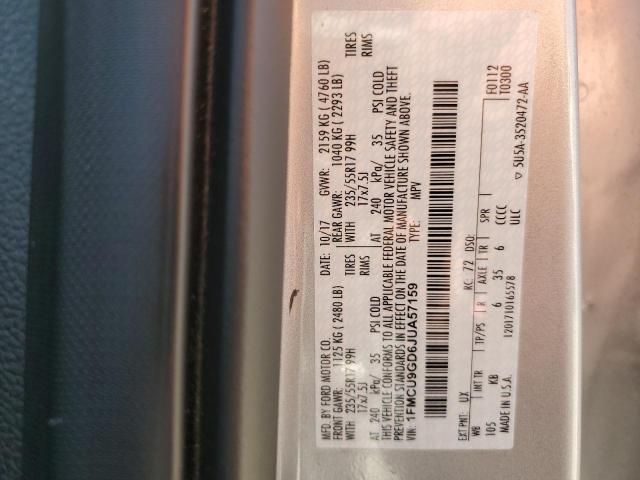 MFD. BY FORD MOTOR CO.
DATE: 10/17 GVWR: 2159 KG ( 4760 LB)
FRONT GAWR: 1125 KG ( 2480 LB) REAR GAWR: 1040 KG ( 2293 LB)
WITH 235/55R17 99H TIRES WITH 235/55R17 99H TIRES
17x7.5J RIMS 17x7.5J RIMS
AT 240 kPa/ 35 PSI COLD AT 240 kPa/ 35 PSI COLD
THIS VEHICLE CONFORMS TO ALL APPLICABLE FEDERAL MOTOR VEHICLE SAFETY AND THEFT
PREVENTION STANDARDS IN EFFECT ON THE DATE OF MANUFACTURE SHOWN ABOVE.
VIN: 1FMCU9GD6JUA57159 TYPE: MPV
EXT PNT: UX RC: 72 DSO: F0112
WB INT TR TP/PS R AXLE TR SPR T0300
105 KB 6 35 6 CCCC
MADE IN U.S.A. 1201710165578 ULC
▽ 5U5A-3520472-AA